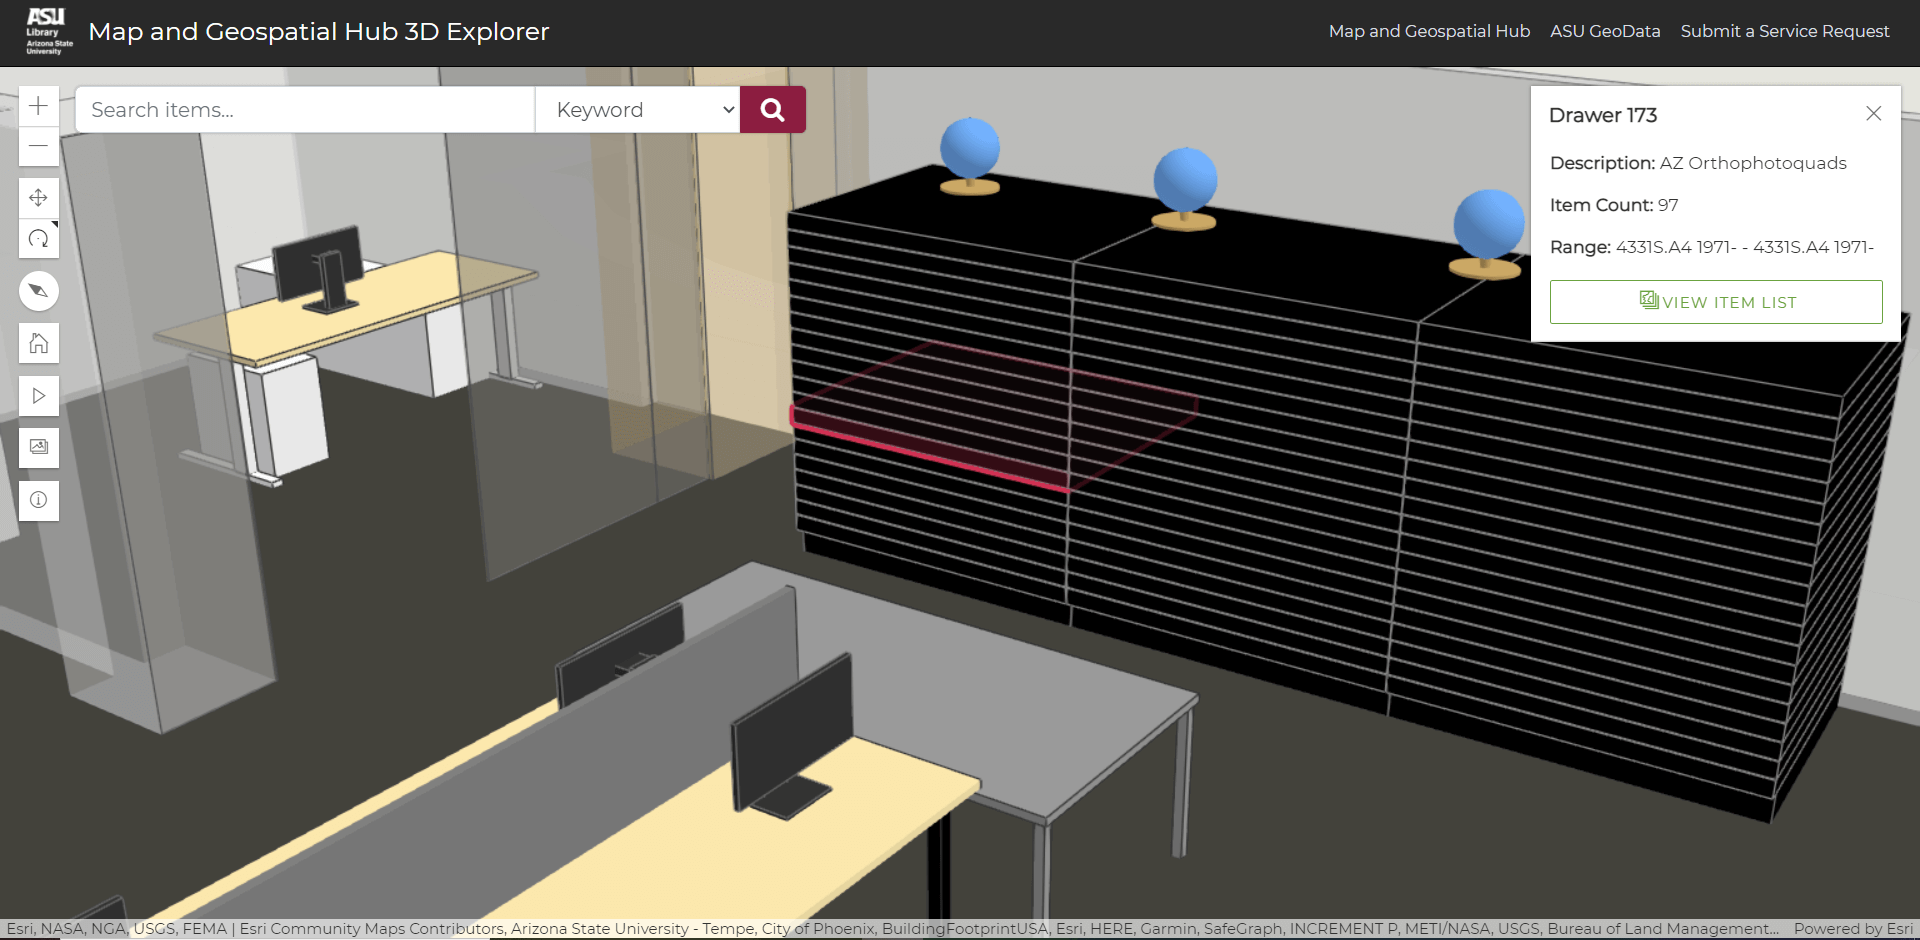 ASU
Library
Arizona State
University
Map and Geospatial Hub 3D Explorer
Map and Geospatial Hub
ASU GeoData
Submit a Service Request
Search items...
Keyword
Drawer 173
Description: AZ Orthophotoquads
Item Count: 97
Range: 4331S.A4 1971- - 4331S.A4 1971-
VIEW ITEM LIST
Esri, NASA, NGA, USGS, FEMA | Esri Community Maps Contributors, Arizona State University - Tempe, City of Phoenix, BuildingFootprintUSA, Esri, HERE, Garmin, SafeGraph, INCREMENT P, METI/NASA, USGS, Bureau of Land Management...
Powered by Esri